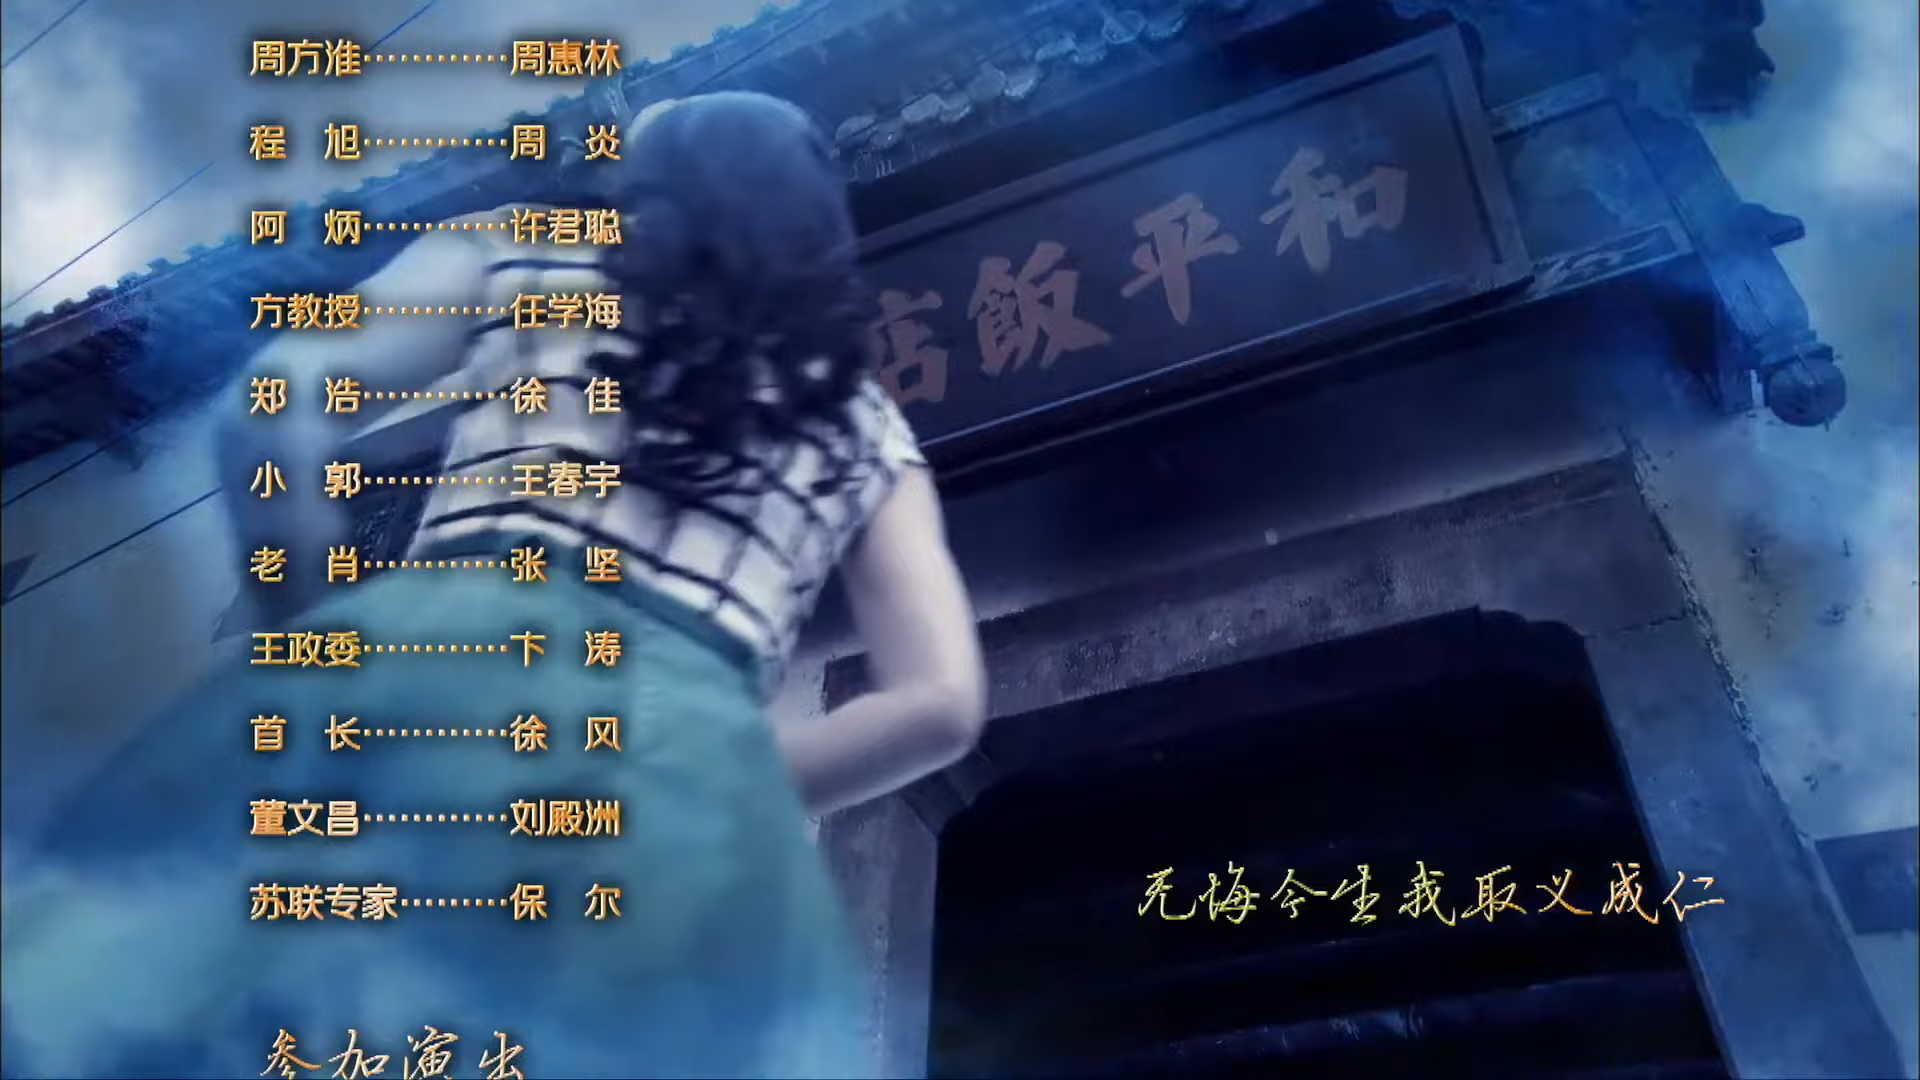 周方淮…………周惠林
程　旭…………周　炎
阿　炳…………许君聪
方教授…………任学海
郑　浩…………徐　佳
小　郭…………王春宇
老　肖…………张　坚
王政委…………卞　涛
首　长…………徐　风
董文昌…………刘殿洲
苏联专家………保　尔
参加演出
和平飯店
无悔今生我取义成仁